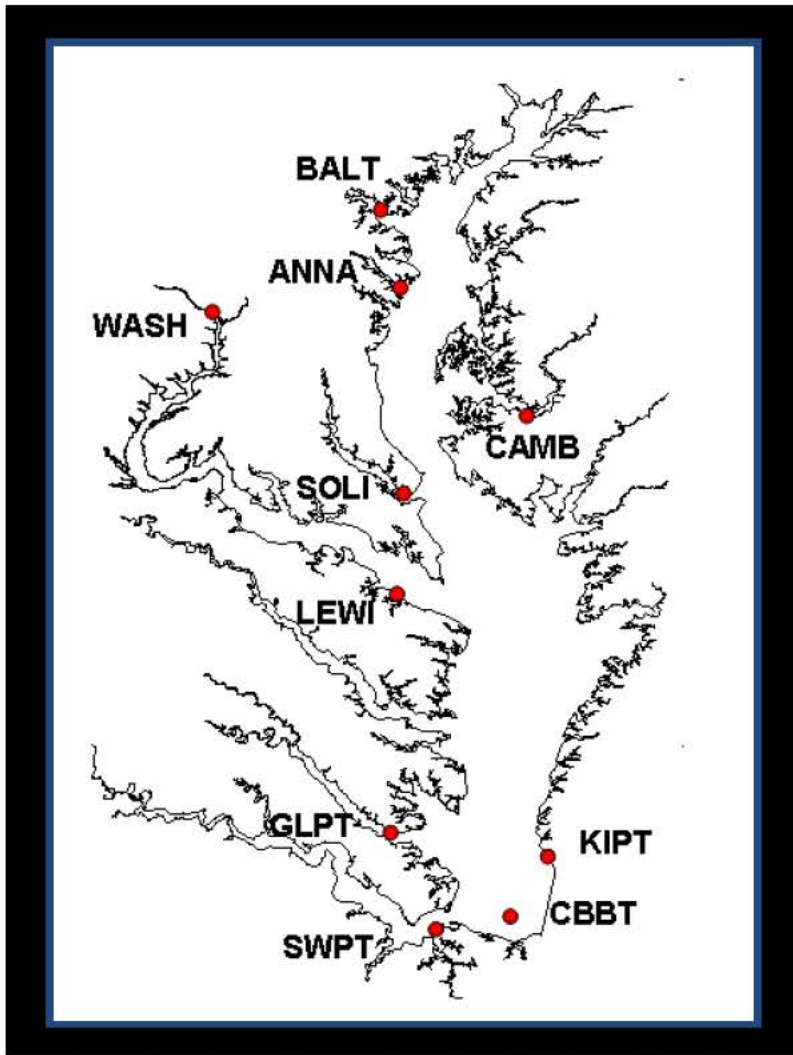 BALT
ANNA
WASH
CAMB
SOLI
LEWI
GLPT
KIPT
CBBT
SWPT